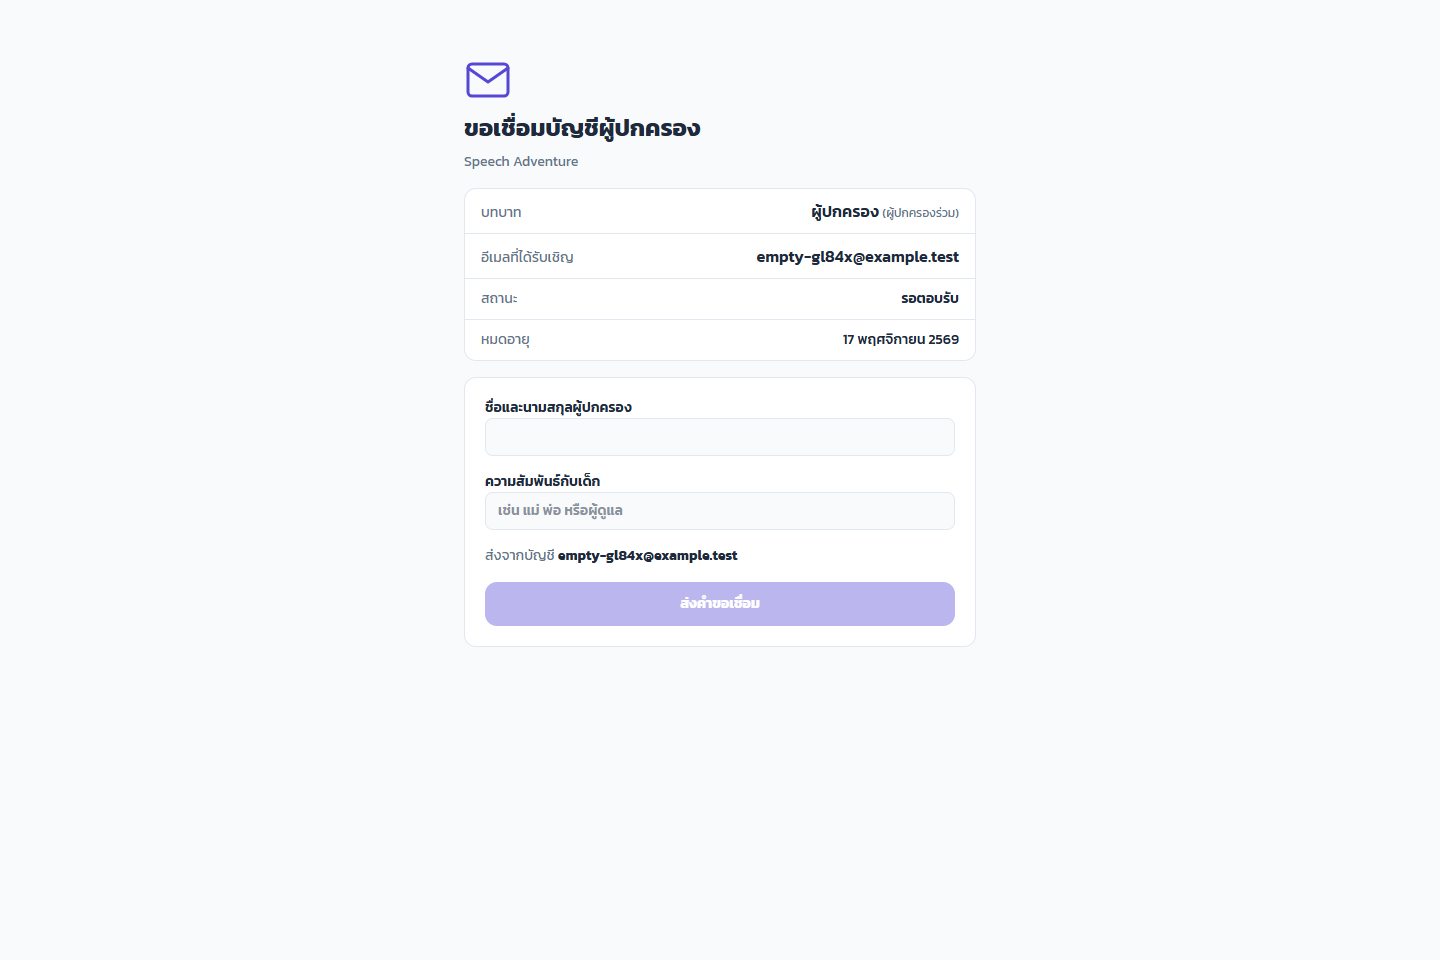 ขอเชื่อมบัญชีผู้ปกครอง
Speech Adventure
บทบาท ผู้ปกครอง (ผู้ปกครองร่วม)
อีเมลที่ได้รับเชิญ empty-gl84x@example.test
สถานะ รอตอบรับ
หมดอายุ 17 พฤศจิกายน 2569
ชื่อและนามสกุลผู้ปกครอง
ความสัมพันธ์กับเด็ก
เช่น แม่ พ่อ หรือผู้ดูแล
ส่งจากบัญชี empty-gl84x@example.test
ส่งคำขอเชื่อม